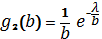 g₂(b) = 1/b e^(-λ/b)